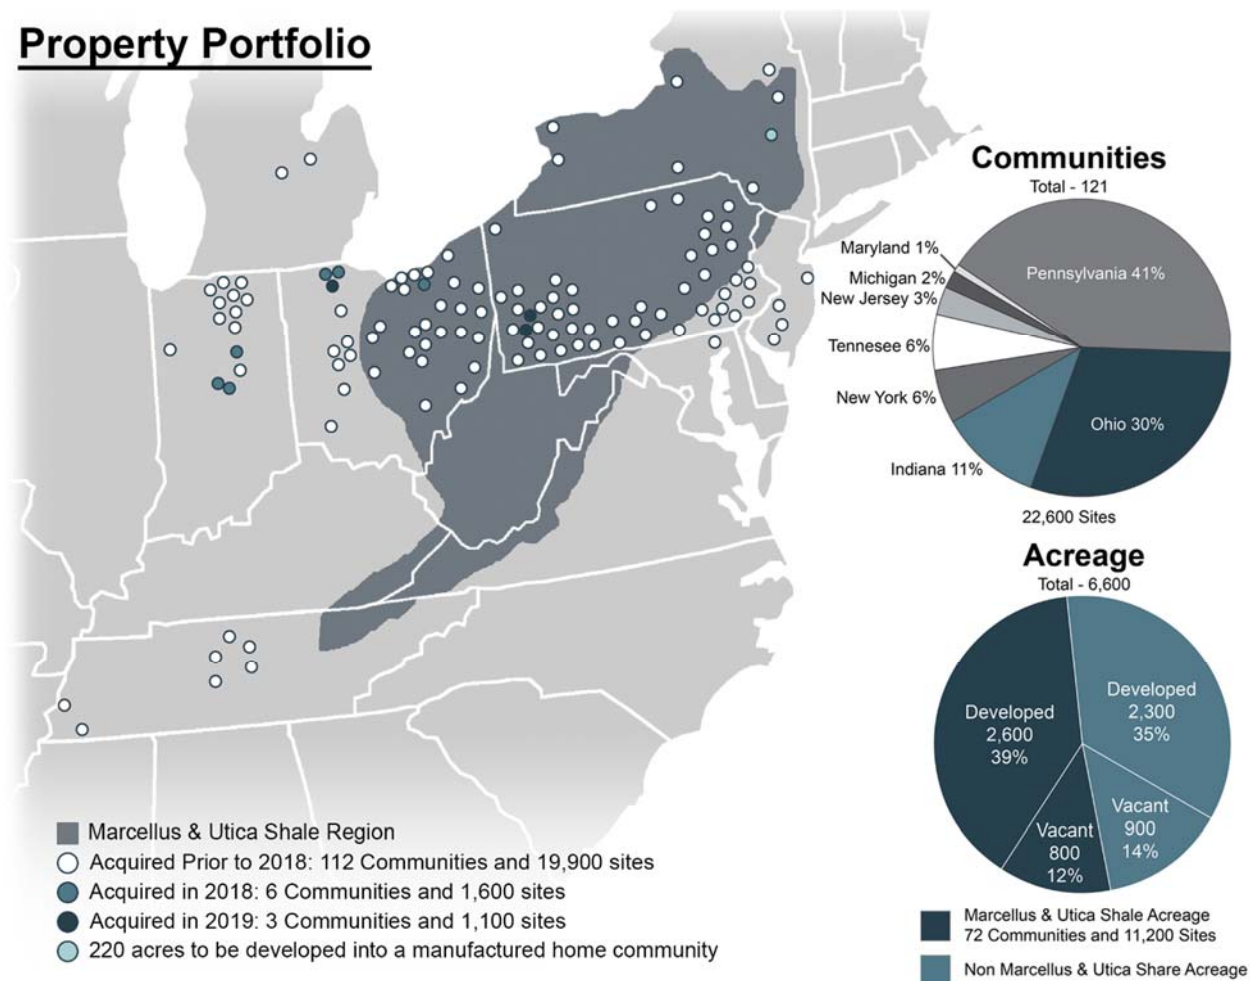 Property Portfolio
Communities
Total - 121
Maryland 1%
Pennsylvania 41%
Michigan 2%
New Jersey 3%
Tennesee 6%
New York 6%
Ohio 30%
Indiana 11%
22,600 Sites
Acreage
Total - 6,600
Developed
2,300
35%
Developed
2,600
39%
Vacant
900
14%
Vacant
800
12%
Marcellus & Utica Shale Region
Acquired Prior to 2018: 112 Communities and 19,900 sites
Acquired in 2018: 6 Communities and 1,600 sites
Acquired in 2019: 3 Communities and 1,100 sites
220 acres to be developed into a manufactured home community
Marcellus & Utica Shale Acreage
72 Communities and 11,200 Sites
Non Marcellus & Utica Share Acreage